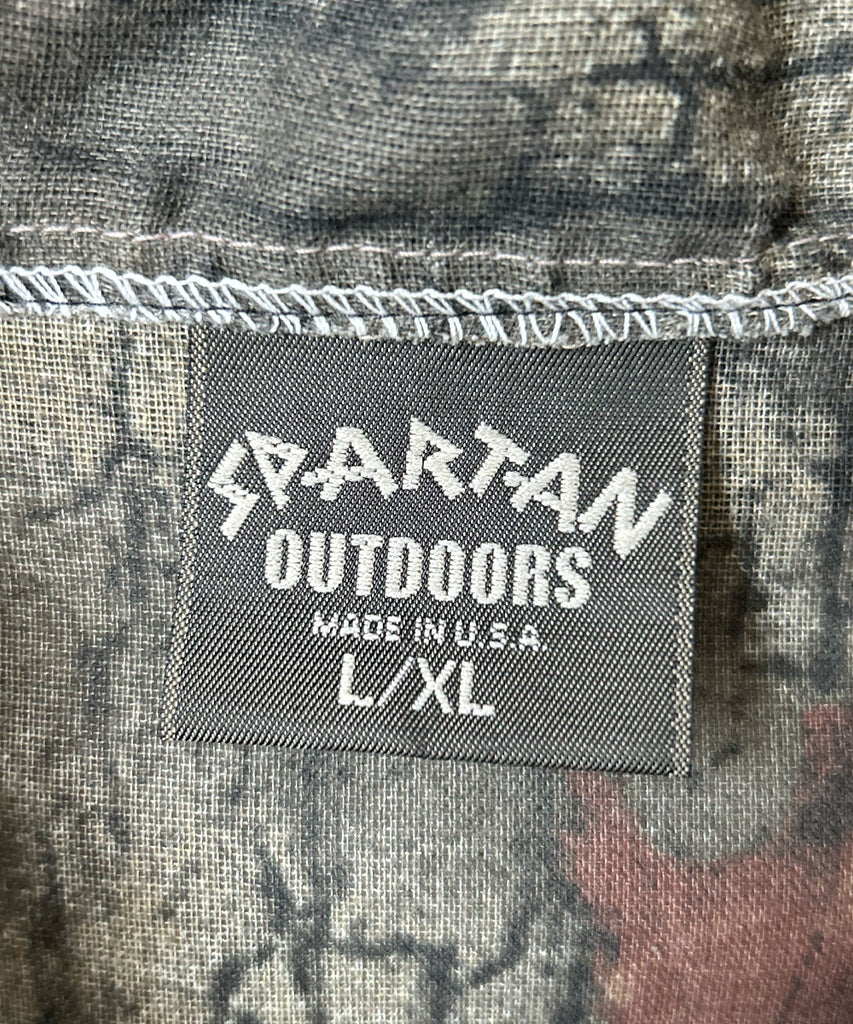 SPARTAN
OUTDOORS
MADE IN U.S.A.
L/XL